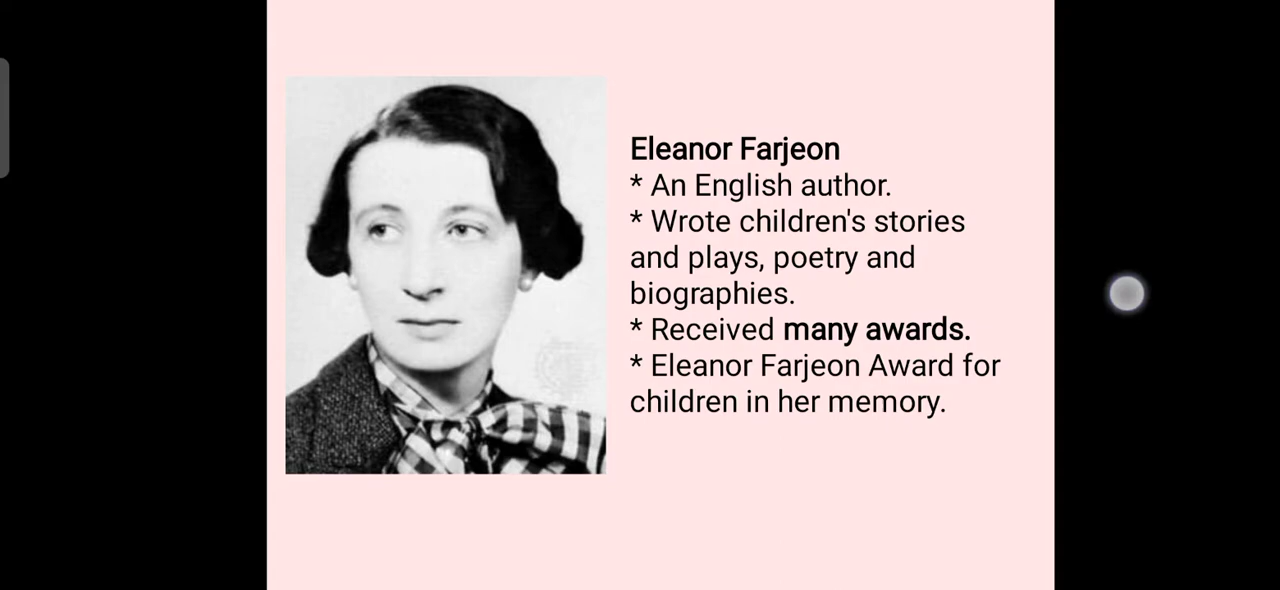 Eleanor Farjeon
* An English author.
* Wrote children's stories
and plays, poetry and
biographies.
* Received many awards.
* Eleanor Farjeon Award for
children in her memory.